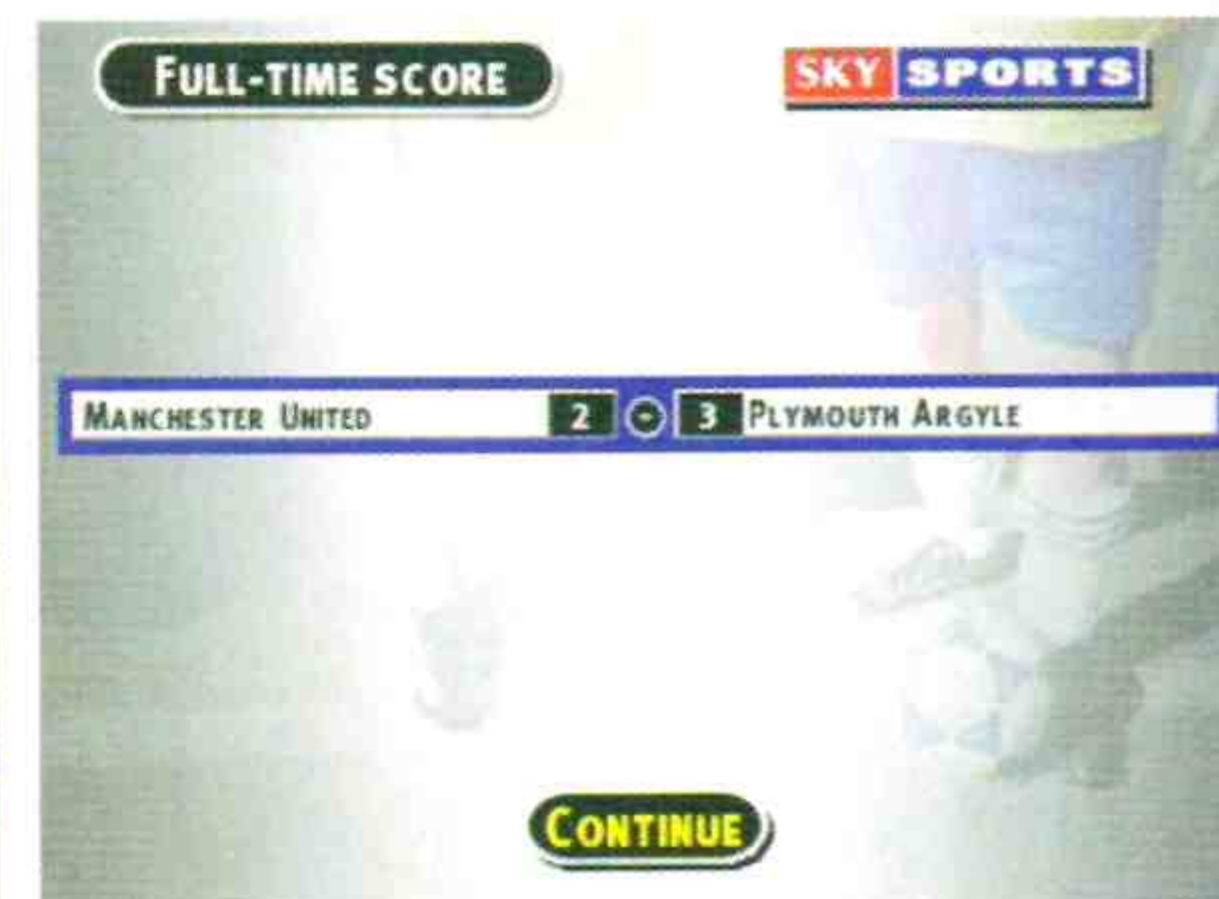 FULL-TIME SCORE
SKY SPORTS
MANCHESTER UNITED 2 - 3 PLYMOUTH ARGYLE
CONTINUE